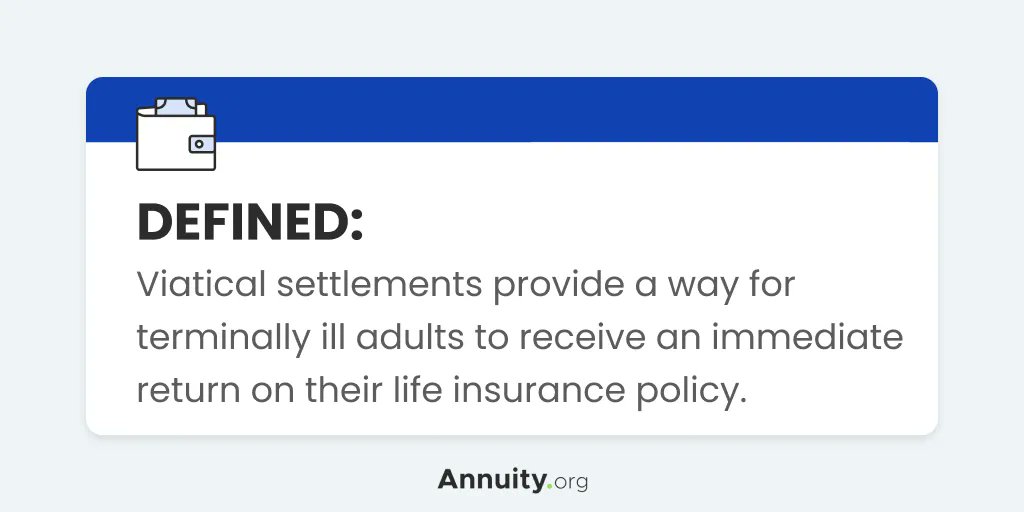 DEFINED:
Viatical settlements provide a way for
terminally ill adults to receive an immediate
return on their life insurance policy.
Annuity.org